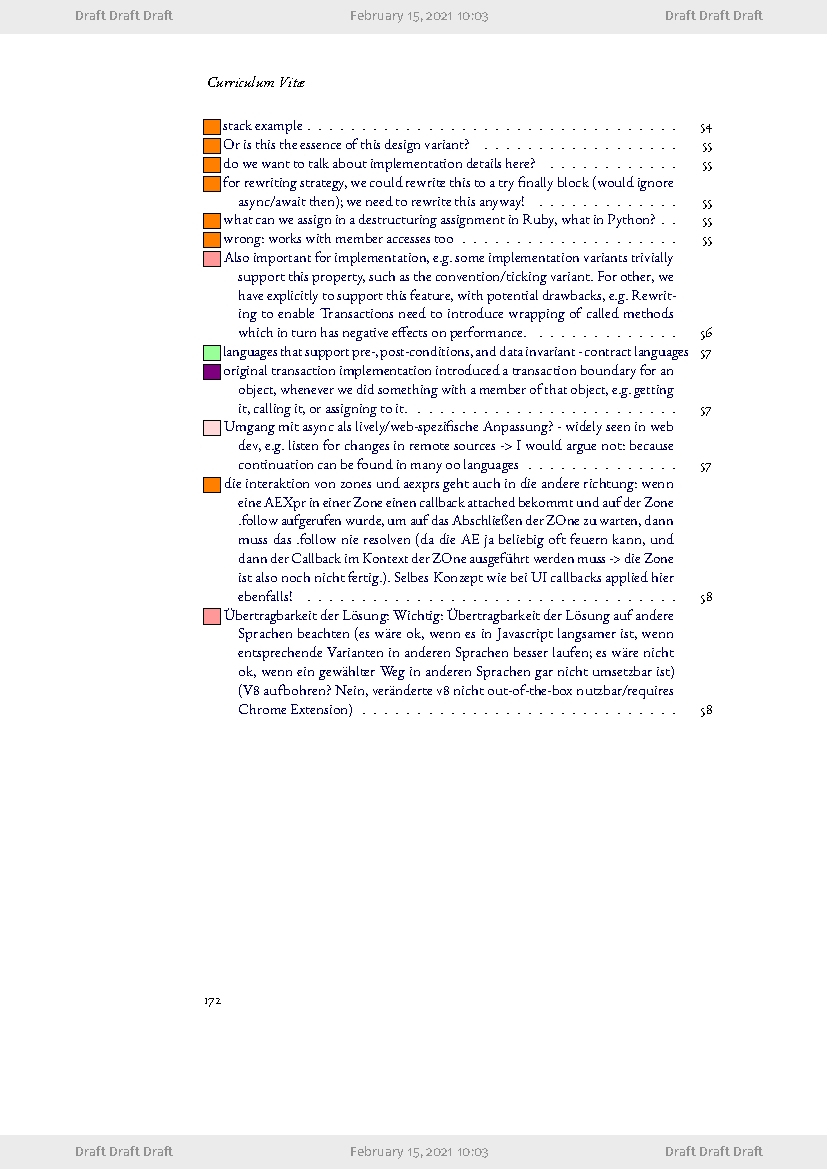 Draft Draft Draft February 15, 2021 10:03 Draft Draft Draft
Curriculum Vitæ
stack example . . . . . . . . . . . . . . . . . . . . . . . . . . . . . . . . . . 54
Or is this the essence of this design variant? . . . . . . . . . . . . . . . . . . 55
do we want to talk about implementation details here? . . . . . . . . . . . . 55
for rewriting strategy, we could rewrite this to a try finally block (would ignore
async/await then); we need to rewrite this anyway! . . . . . . . . . . . . . 55
what can we assign in a destructuring assignment in Ruby, what in Python? . . 55
wrong: works with member accesses too . . . . . . . . . . . . . . . . . . . . 55
Also important for implementation, e.g. some implementation variants trivially
support this property, such as the convention/ticking variant. For other, we
have explicitly to support this feature, with potential drawbacks, e.g. Rewrit-
ing to enable Transactions need to introduce wrapping of called methods
which in turn has negative effects on performance. . . . . . . . . . . . . . 56
languages that support pre-, post-conditions, and data invariant - contract languages 57
original transaction implementation introduced a transaction boundary for an
object, whenever we did something with a member of that object, e.g. getting
it, calling it, or assigning to it. . . . . . . . . . . . . . . . . . . . . . . . . 57
Umgang mit async als lively/web-spezifische Anpassung? - widely seen in web
dev, e.g. listen for changes in remote sources -> I would argue not: because
continuation can be found in many oo languages . . . . . . . . . . . . . . 57
die interaktion von zones und aexprs geht auch in die andere richtung: wenn
eine AEXpr in einer Zone einen callback attached bekommt und auf der Zone
.follow aufgerufen wurde, um auf das Abschließen der ZOne zu warten, dann
muss das .follow nie resolven (da die AE ja beliebig oft feuern kann, und
dann der Callback im Kontext der ZOne ausgeführt werden muss -> die Zone
ist also noch nicht fertig.). Selbes Konzept wie bei UI callbacks applied hier
ebenfalls! . . . . . . . . . . . . . . . . . . . . . . . . . . . . . . . . . . 58
Übertragbarkeit der Lösung: Wichtig: Übertragbarkeit der Lösung auf andere
Sprachen beachten (es wäre ok, wenn es in Javascript langsamer ist, wenn
entsprechende Varianten in anderen Sprachen besser laufen; es wäre nicht
ok, wenn ein gewählter Weg in anderen Sprachen gar nicht umsetzbar ist)
(V8 aufbohren? Nein, veränderte v8 nicht out-of-the-box nutzbar/requires
Chrome Extension) . . . . . . . . . . . . . . . . . . . . . . . . . . . . . 58
172
Draft Draft Draft February 15, 2021 10:03 Draft Draft Draft